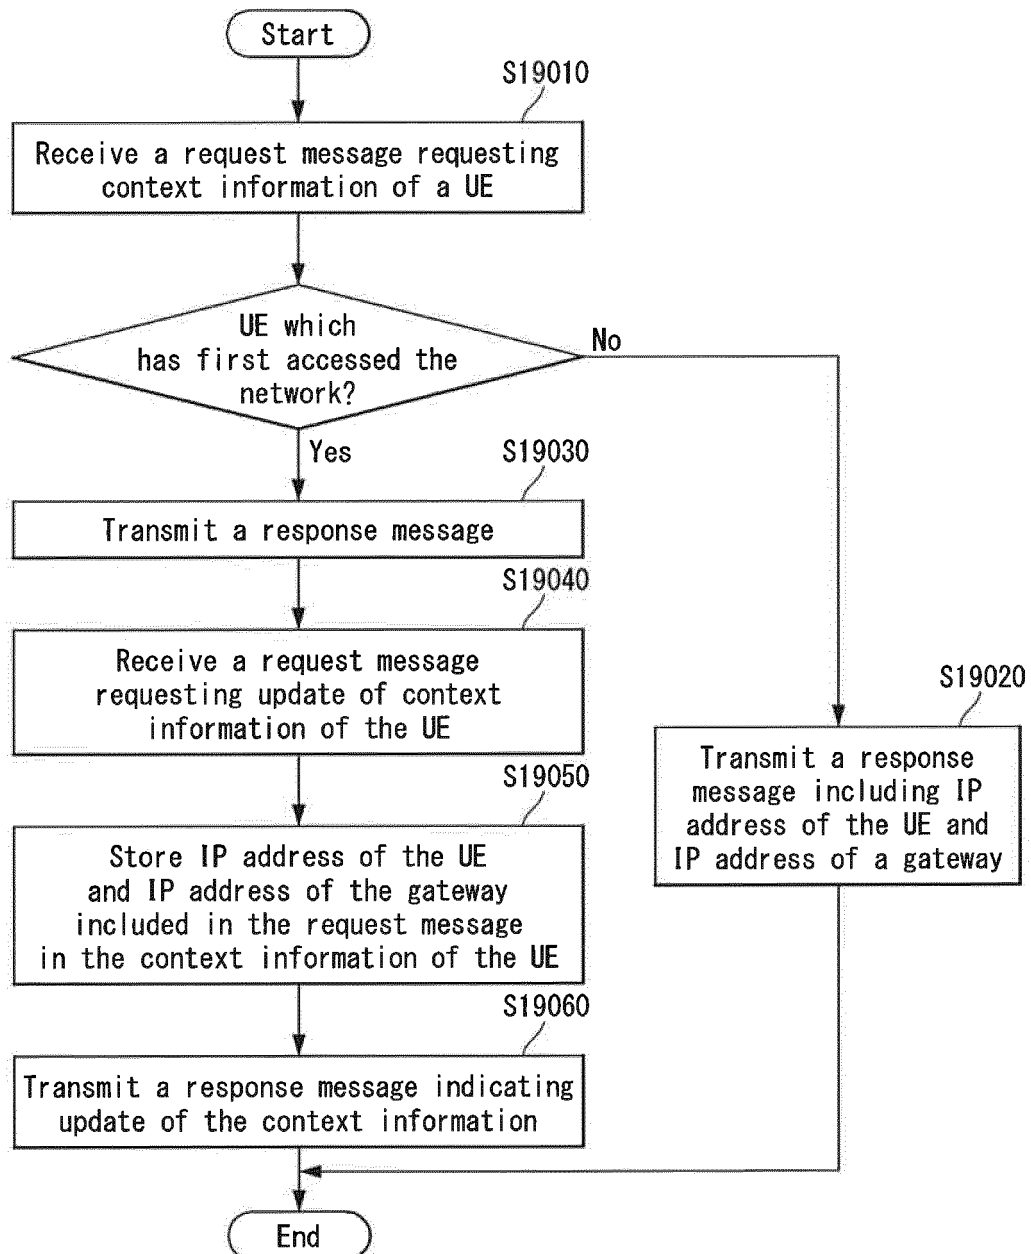 Start
S19010
Receive a request message requesting
context information of a UE
UE which
has first accessed the
network?
No
Yes
S19030
Transmit a response message
S19040
Receive a request message
requesting update of context
information of the UE
S19020
Transmit a response
message including IP
address of the UE and
IP address of a gateway
S19050
Store IP address of the UE
and IP address of the gateway
included in the request message
in the context information of the UE
S19060
Transmit a response message indicating
update of the context information
End